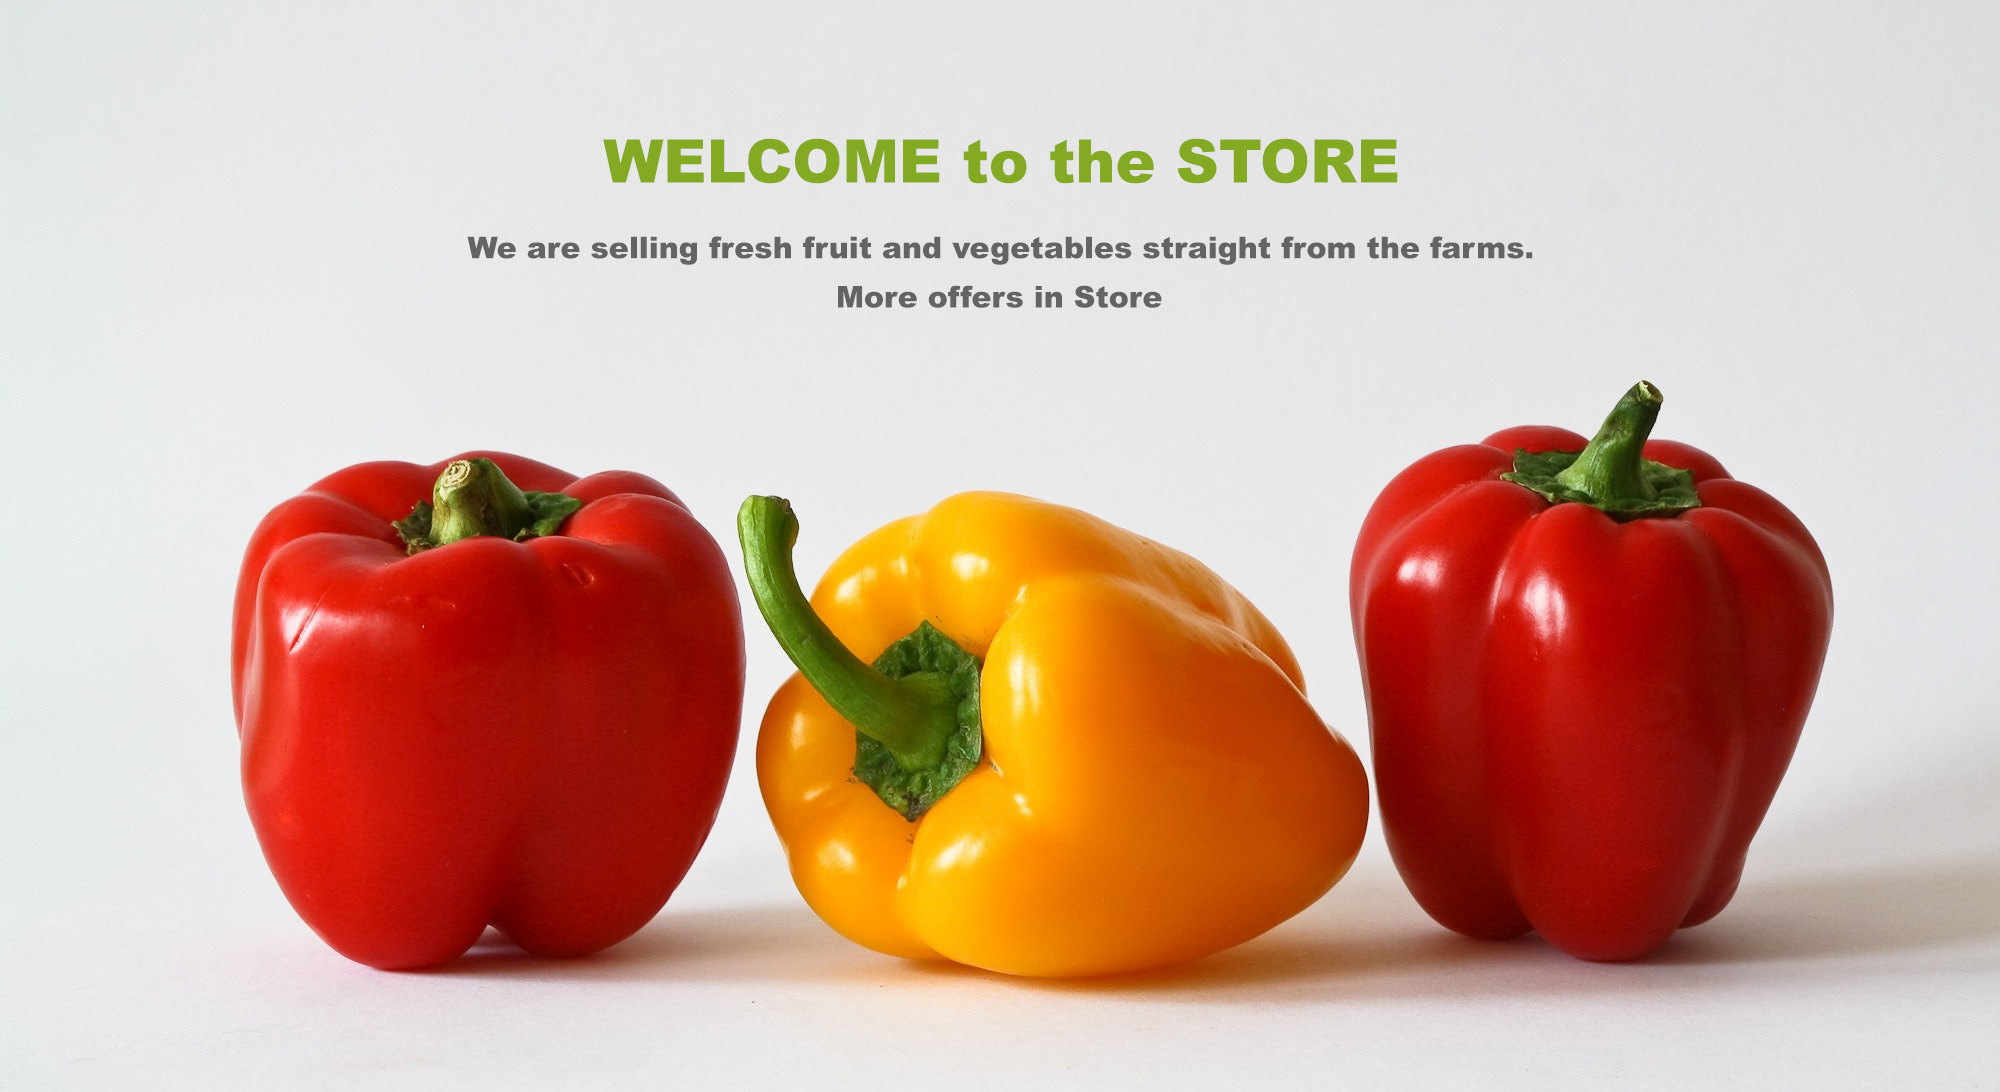 WELCOME to the STORE
We are selling fresh fruit and vegetables straight from the farms.
More offers in Store